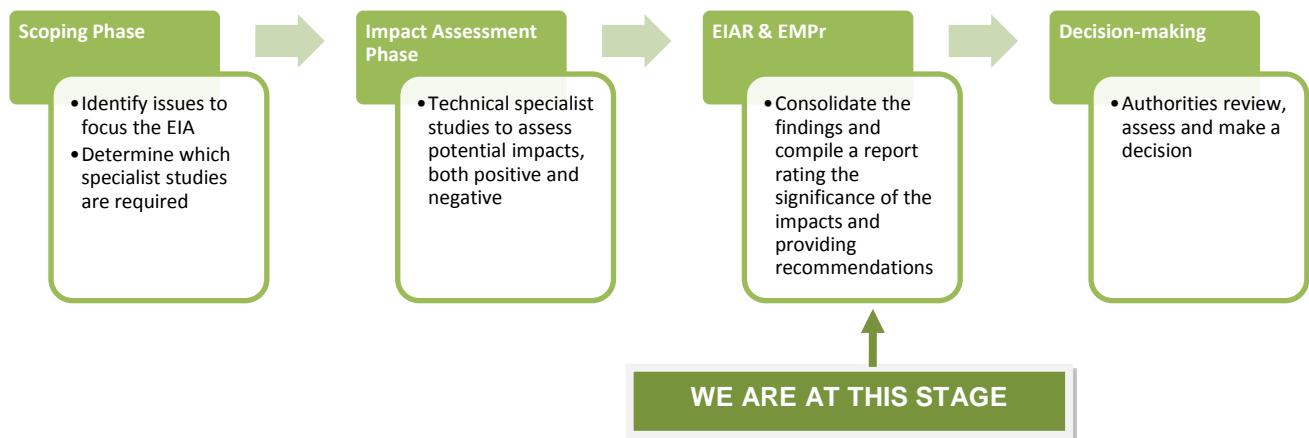 Scoping Phase
•Identify issues to
focus the EIA
•Determine which
specialist studies
are required
Impact Assessment
Phase
•Technical specialist
studies to assess
potential impacts,
both positive and
negative
EIAR & EMPr
•Consolidate the
findings and
compile a report
rating the
significance of the
impacts and
providing
recommendations
Decision-making
•Authorities review,
assess and make a
decision
WE ARE AT THIS STAGE